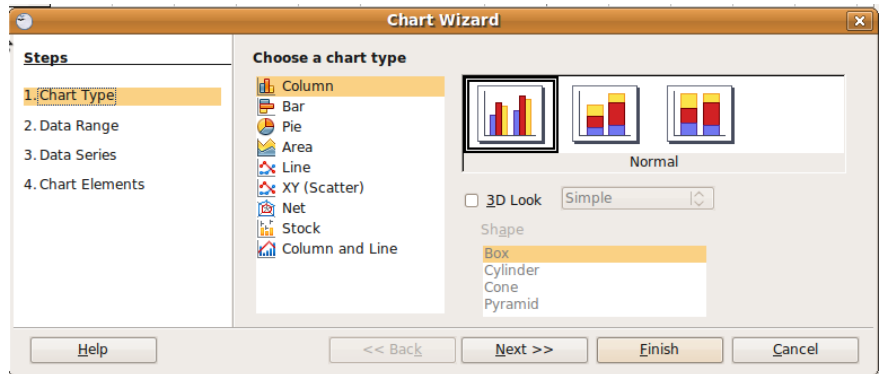 Chart Wizard
Steps
1. Chart Type
2. Data Range
3. Data Series
4. Chart Elements
Choose a chart type
Column
Bar
Pie
Area
Line
XY (Scatter)
Net
Stock
Column and Line
Normal
3D Look
Simple
Shape
Box
Cylinder
Cone
Pyramid
Help
<< Back
Next >>
Finish
Cancel